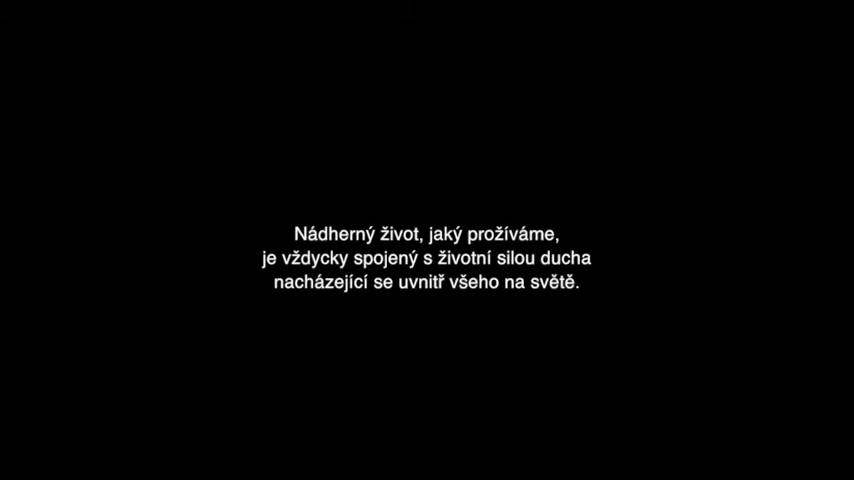 Nádherný život, jaký prožíváme,
je vždycky spojený s životní silou ducha
nacházející se uvnitř všeho na světě.